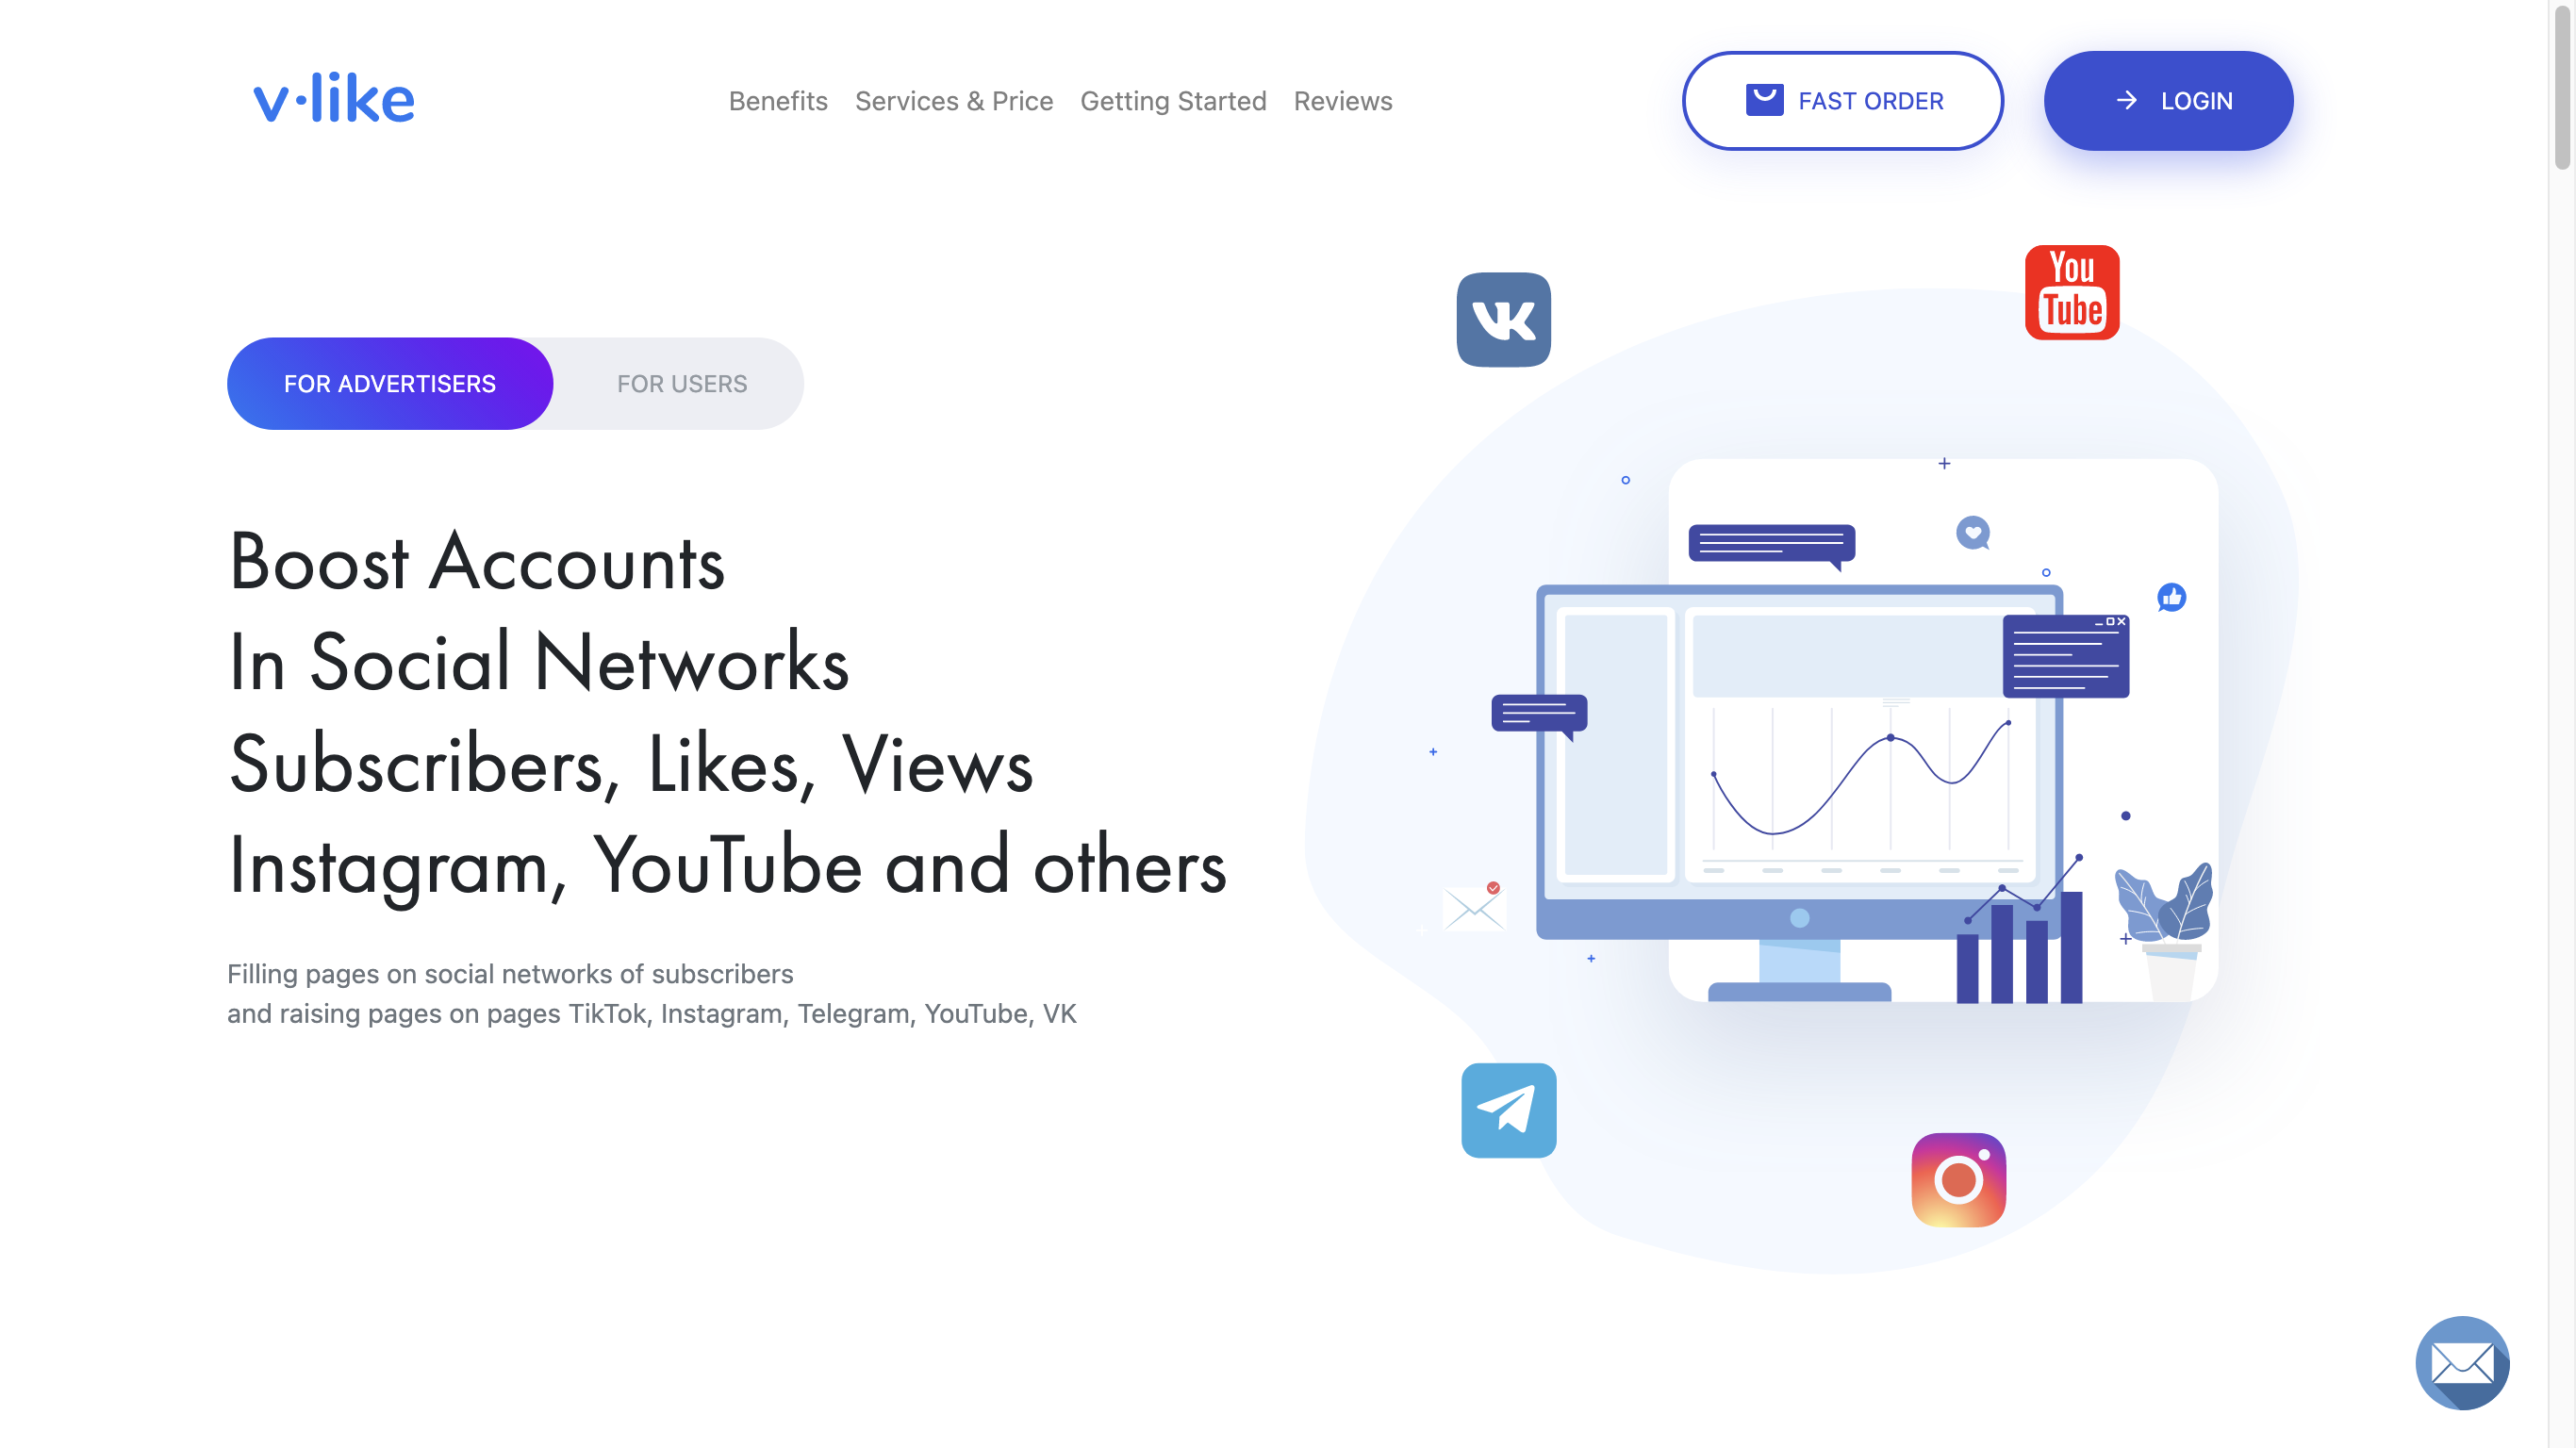 v·like
Benefits
Services & Price
Getting Started
Reviews
FAST ORDER
LOGIN
FOR ADVERTISERS
FOR USERS
Boost Accounts
In Social Networks
Subscribers, Likes, Views
Instagram, YouTube and others
Filling pages on social networks of subscribers
and raising pages on pages TikTok, Instagram, Telegram, YouTube, VK
You
Tube